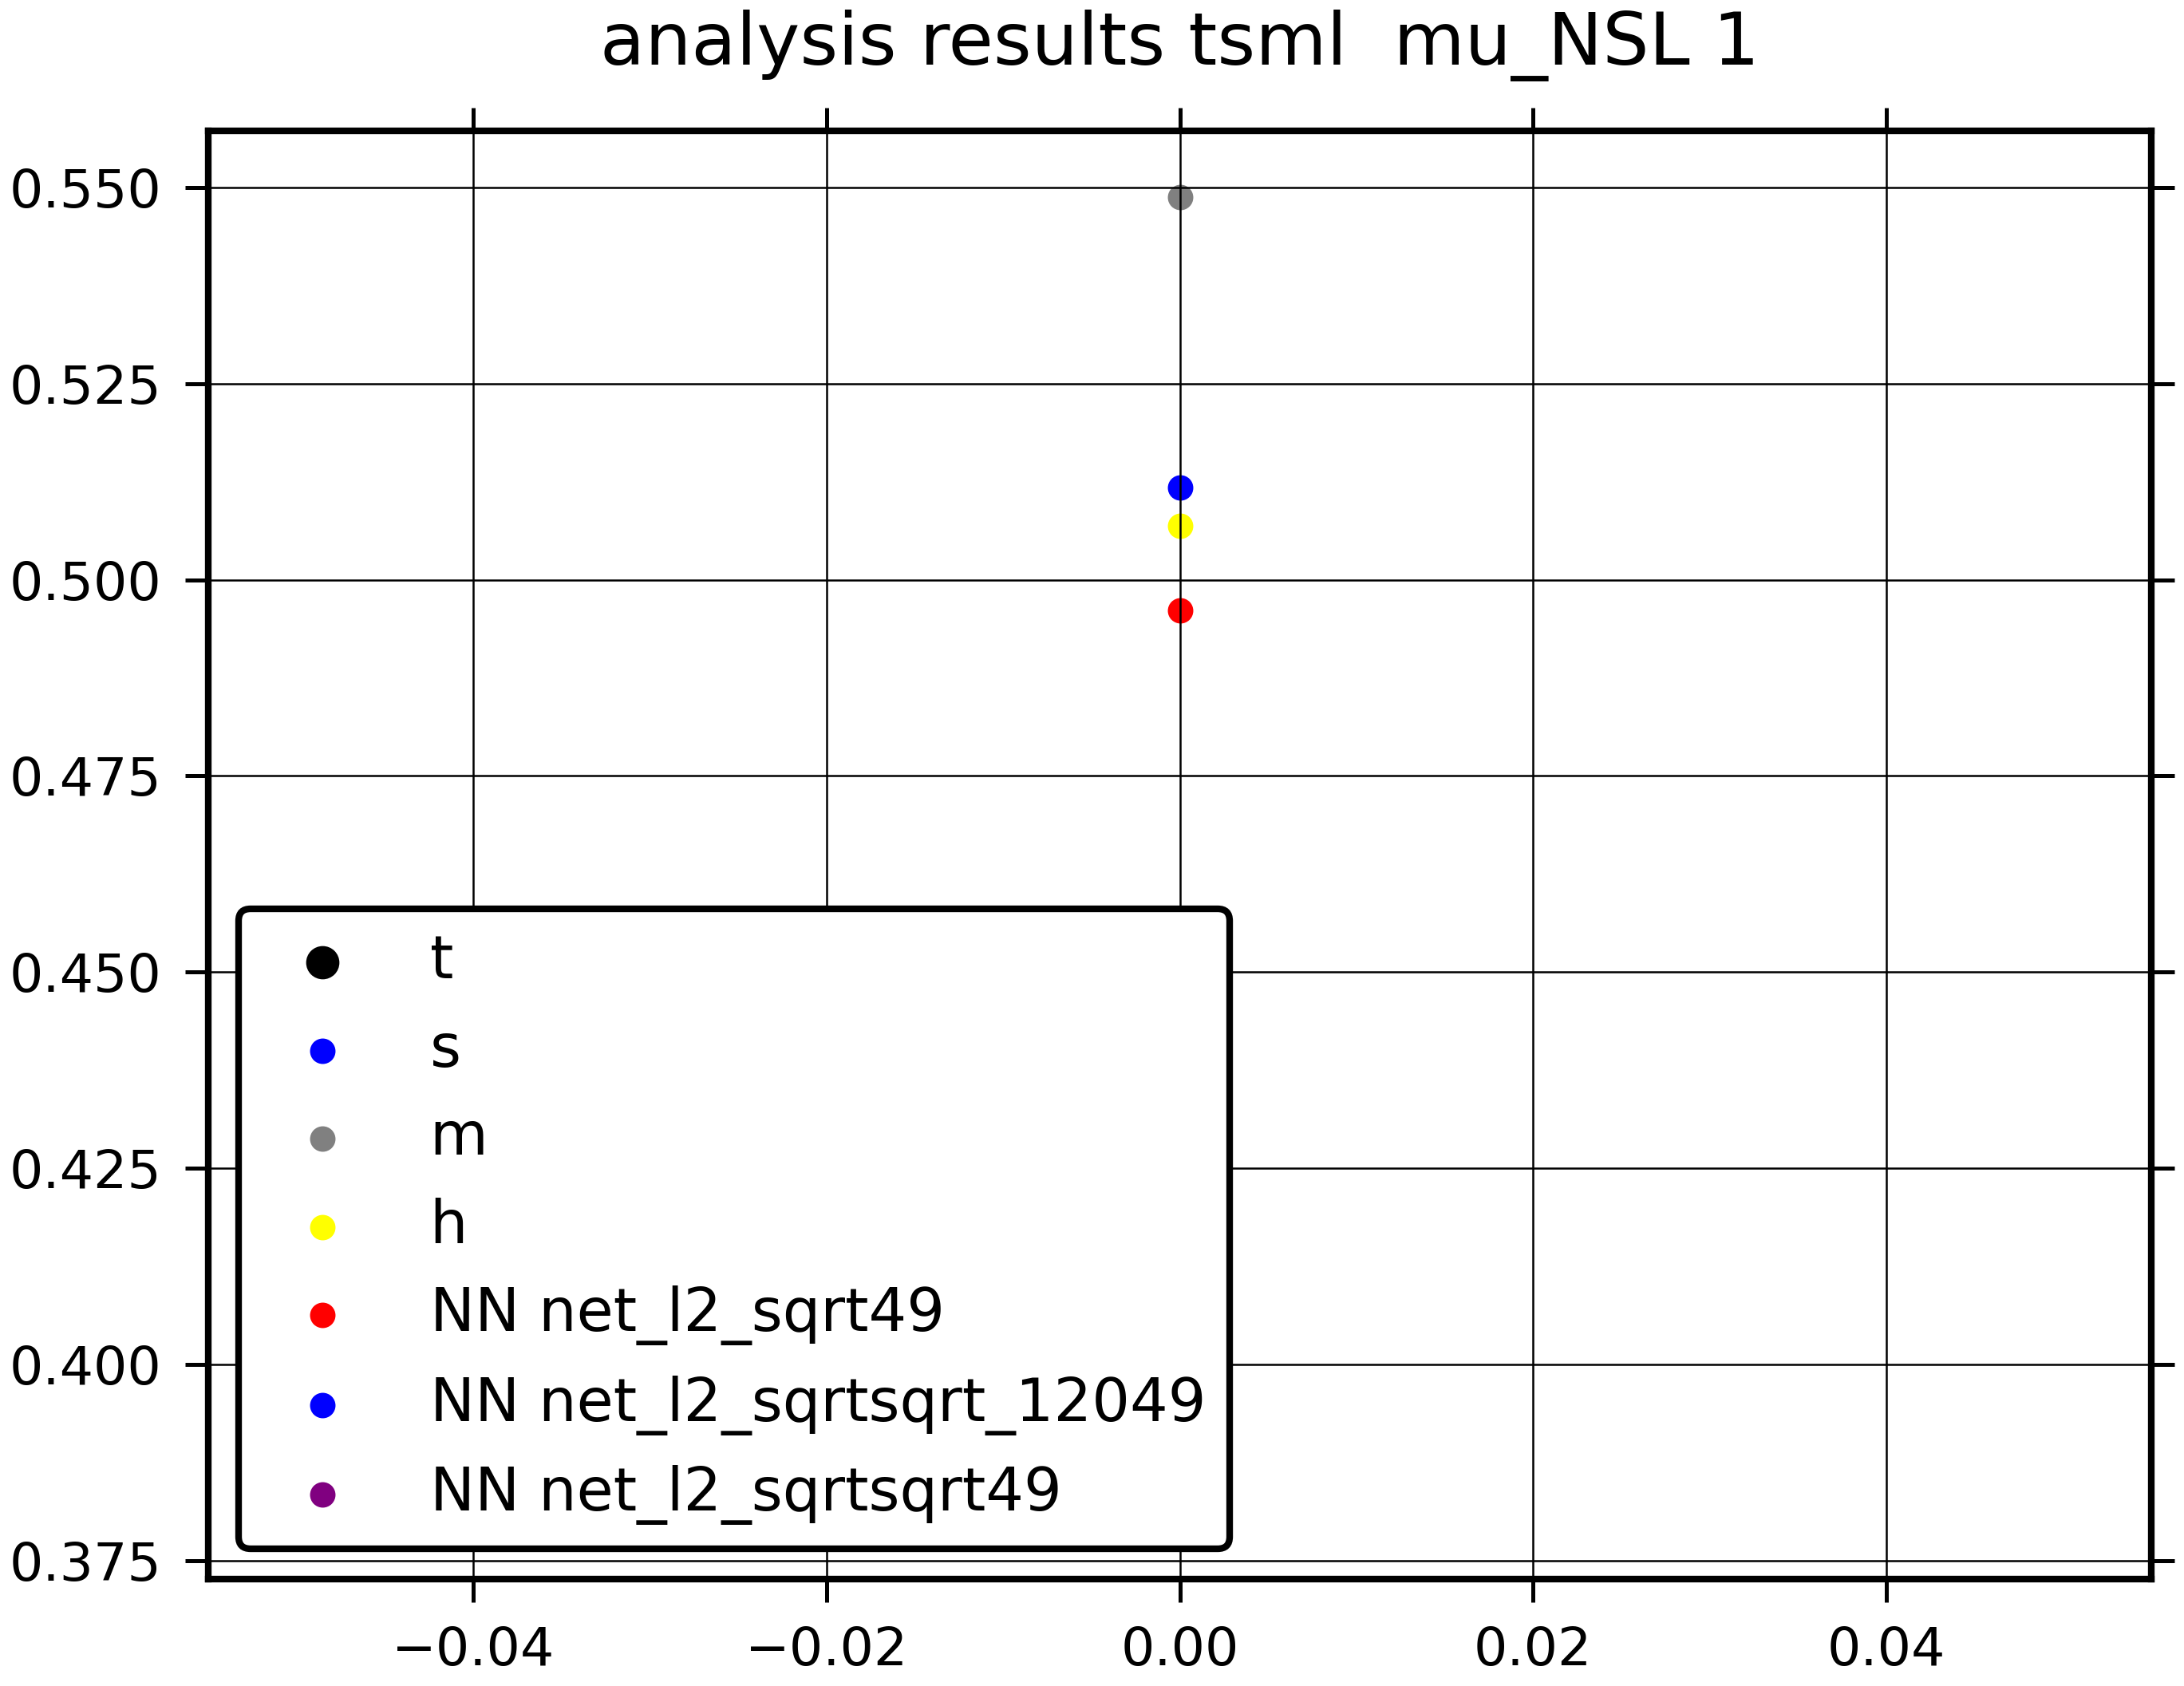 analysis results tsml  mu_NSL 1
0.550
0.525
0.500
0.475
0.450
0.425
0.400
0.375
t
s
m
h
NN net_l2_sqrt49
NN net_l2_sqrtsqrt_12049
NN net_l2_sqrtsqrt49
−0.04 −0.02 0.00 0.02 0.04